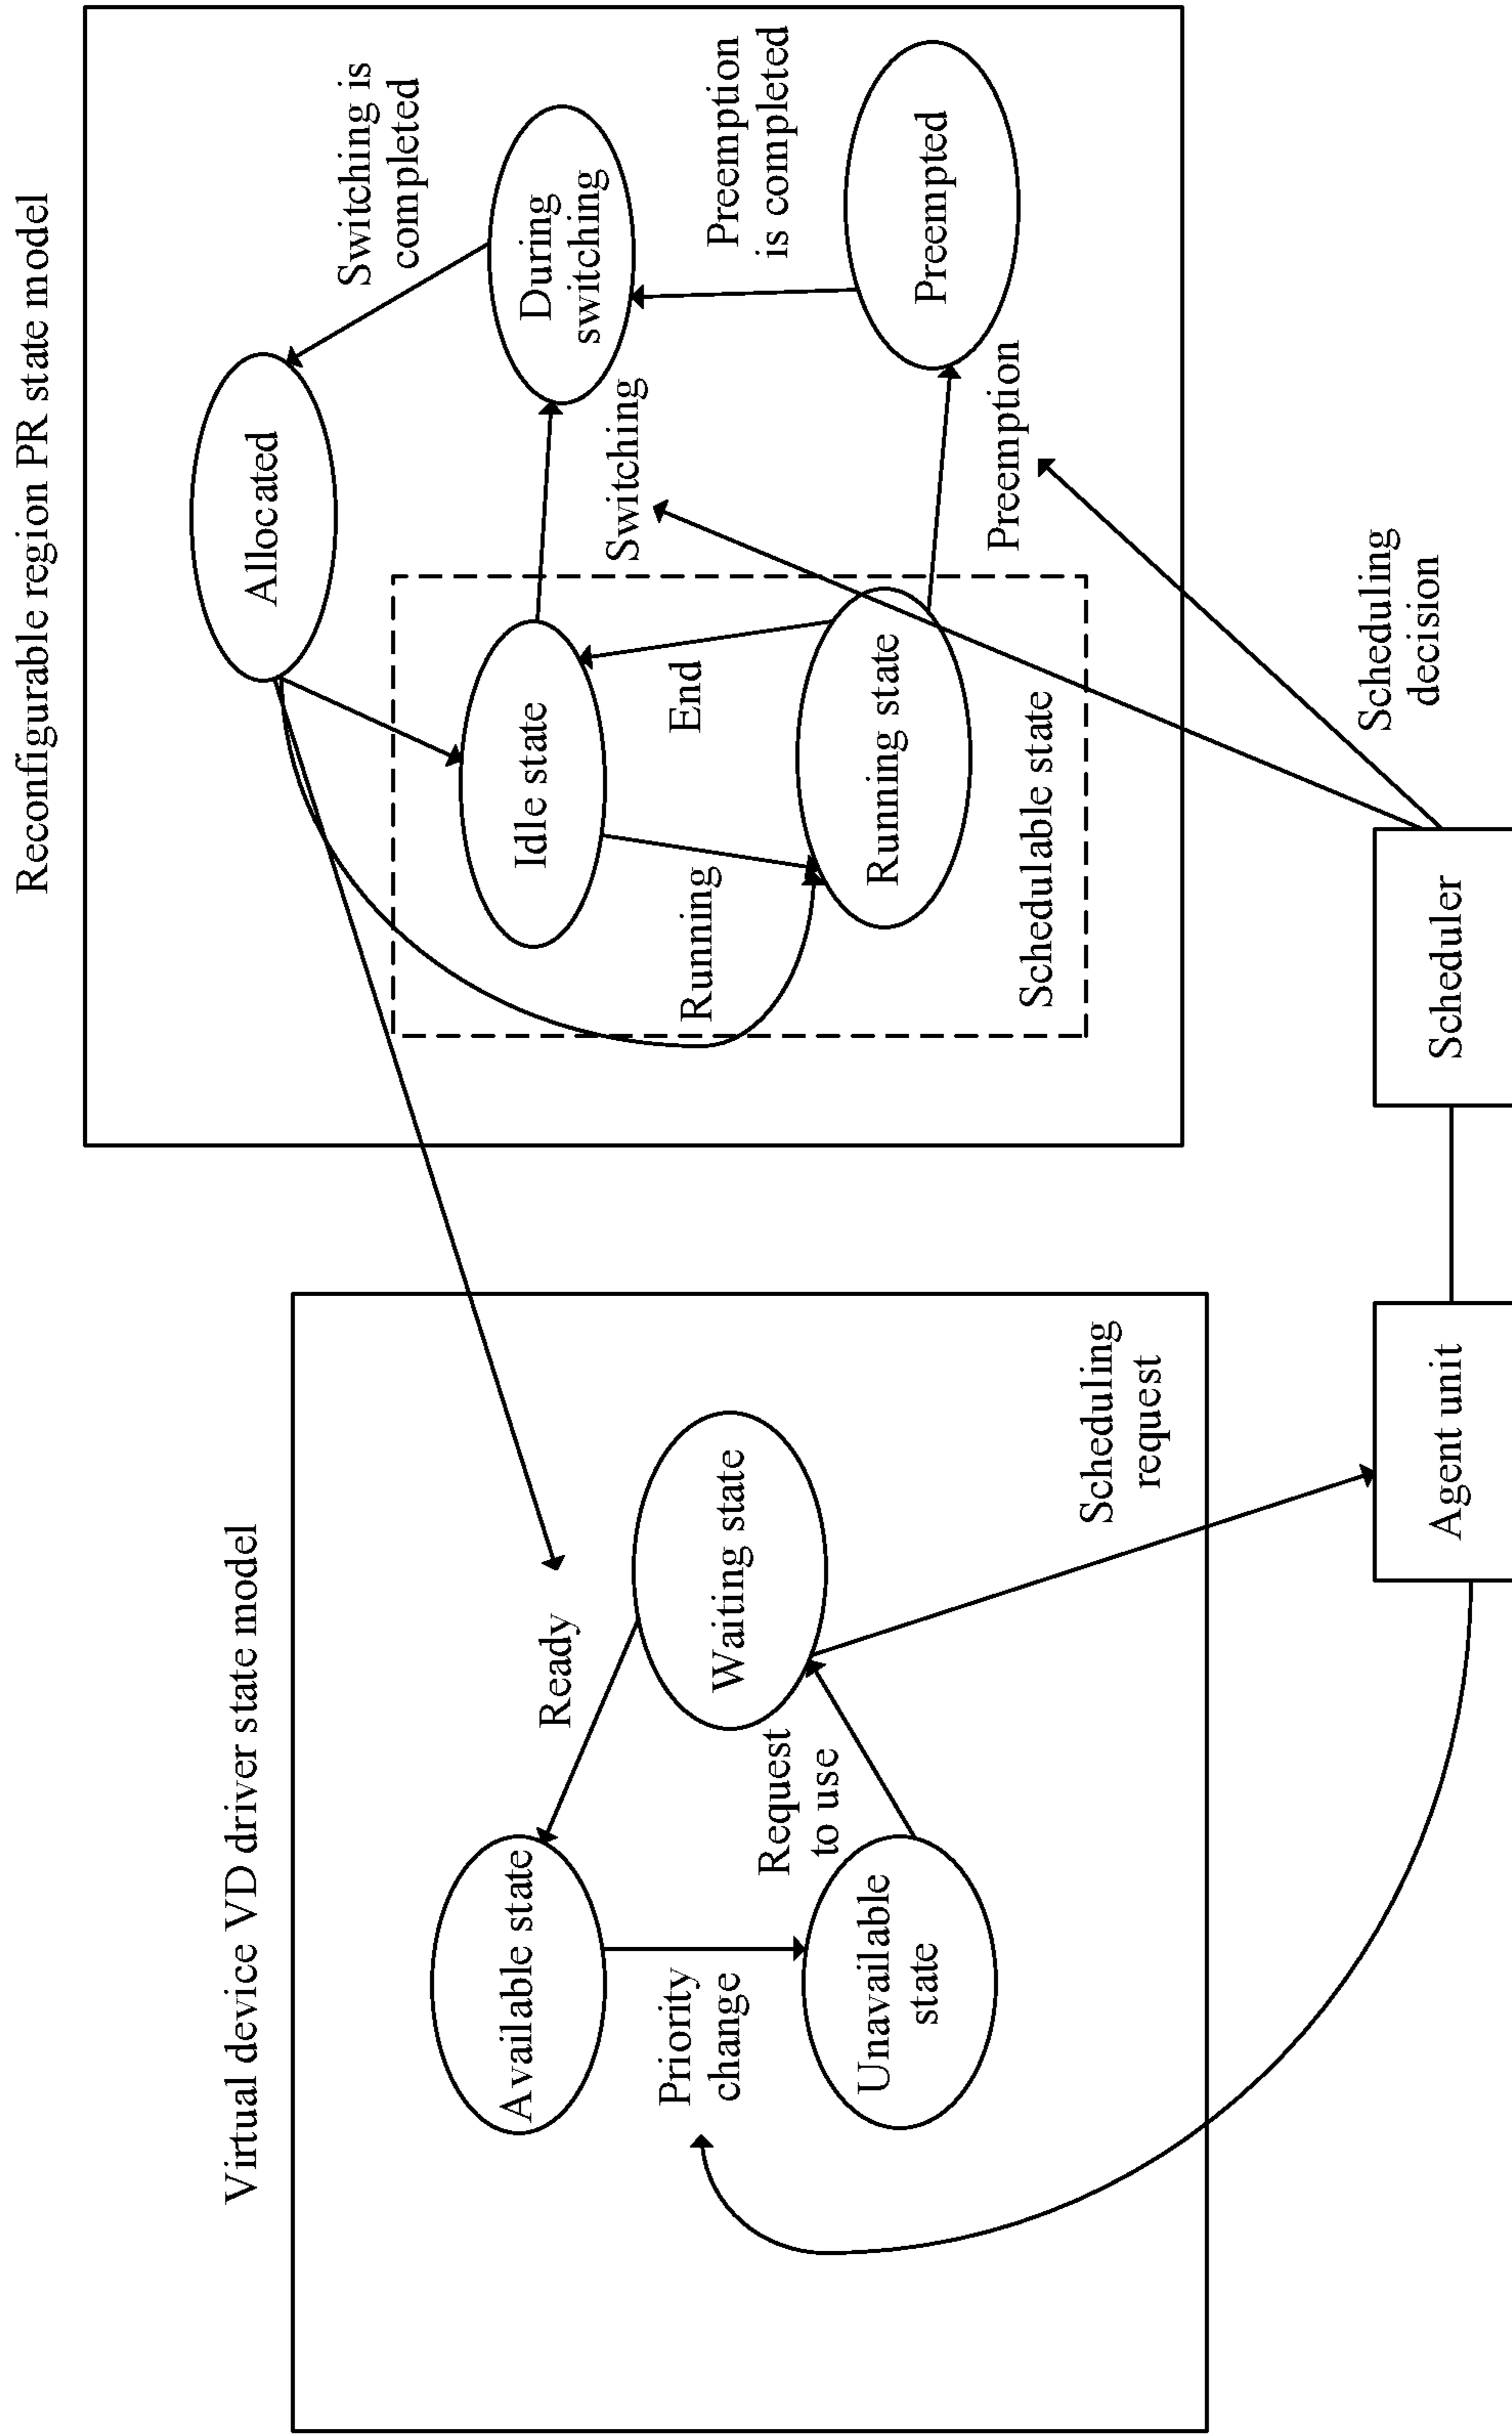 Virtual device VD driver state model
Available state
Ready
Priority
change
Waiting state
Request
to use
Unavailable
state
Scheduling
request
Reconfigurable region PR state model
Allocated
Switching is
completed
Idle state
During
switching
Switching
End
Running
Preemption
is completed
Running state
Preempted
Preemption
Schedulable state
Scheduling
decision
Agent unit
Scheduler